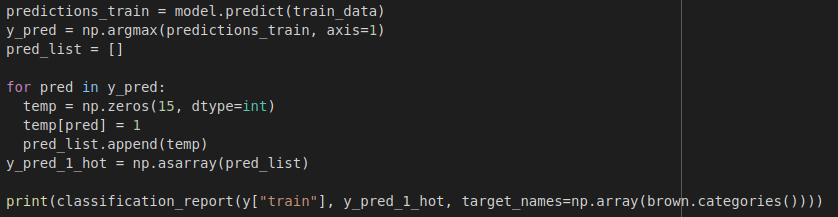 predictions_train = model.predict(train_data)
y_pred = np.argmax(predictions_train, axis=1)
pred_list = []

for pred in y_pred:
  temp = np.zeros(15, dtype=int)
  temp[pred] = 1
  pred_list.append(temp)
y_pred_1_hot = np.asarray(pred_list)

print(classification_report(y["train"], y_pred_1_hot, target_names=np.array(brown.categories())))